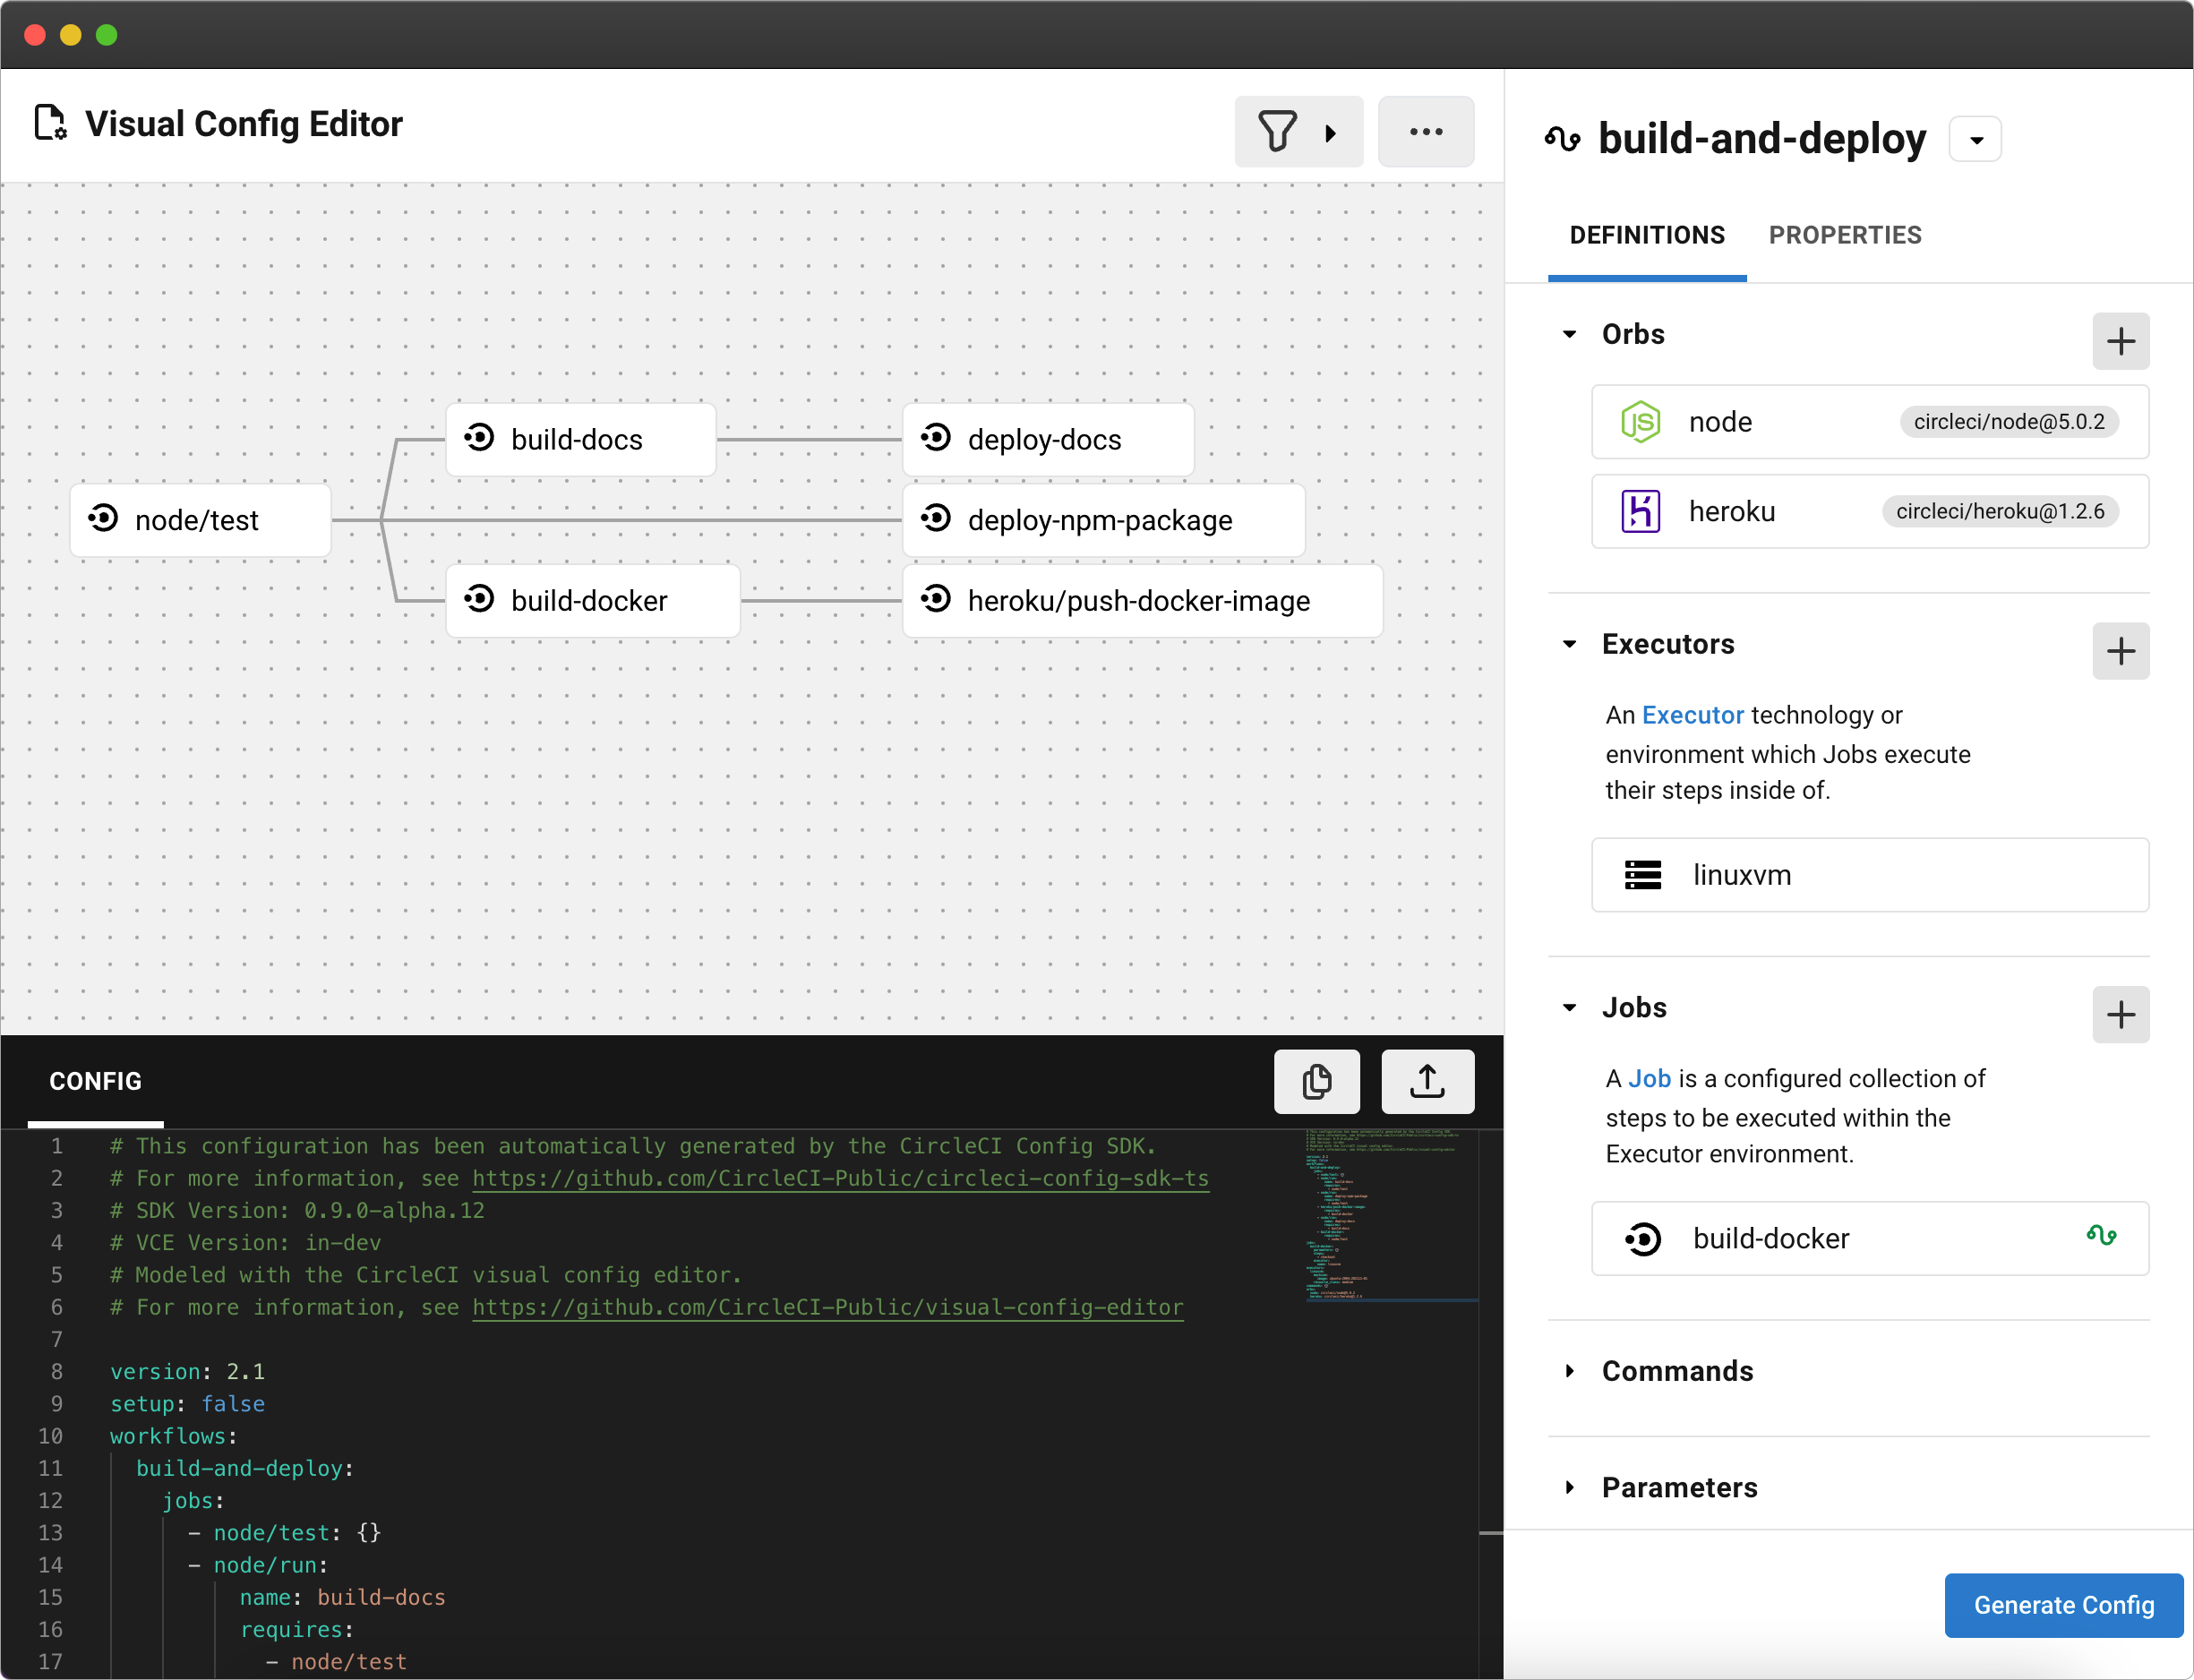 Visual Config Editor
build-docs
deploy-docs
node/test
deploy-npm-package
build-docker
heroku/push-docker-image
CONFIG
1 # This configuration has been automatically generated by the CircleCI Config SDK.
2 # For more information, see https://github.com/CircleCI-Public/circleci-config-sdk-ts
3 # SDK Version: 0.9.0-alpha.12
4 # VCE Version: in-dev
5 # Modeled with the CircleCI visual config editor.
6 # For more information, see https://github.com/CircleCI-Public/visual-config-editor
7
8 version: 2.1
9 setup: false
10 workflows:
11 build-and-deploy:
12 jobs:
13 - node/test: {}
14 - node/run:
15 name: build-docs
16 requires:
17 - node/test
build-and-deploy
DEFINITIONS PROPERTIES
Orbs
JS node circleci/node@5.0.2
heroku circleci/heroku@1.2.6
Executors
An Executor technology or
environment which Jobs execute
their steps inside of.
linuxvm
Jobs
A Job is a configured collection of
steps to be executed within the
Executor environment.
build-docker
Commands
Parameters
Generate Config